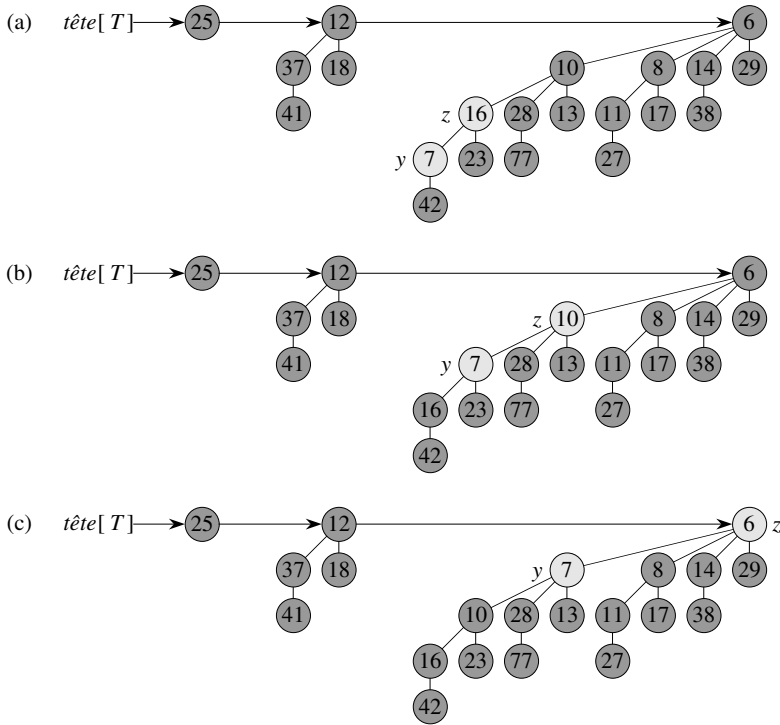 (a) tête[ T] 25 12 6
37 18 10 8 14 29
41 z 16 28 13 11 17 38
y 7 23 77 27
42
(b) tête[ T] 25 12 6
37 18 z 10 8 14 29
41 y 7 28 13 11 17 38
16 23 77 27
42
(c) tête[ T] 25 12 6 z
37 18 y 7 8 14 29
41 10 28 13 11 17 38
16 23 77 27
42